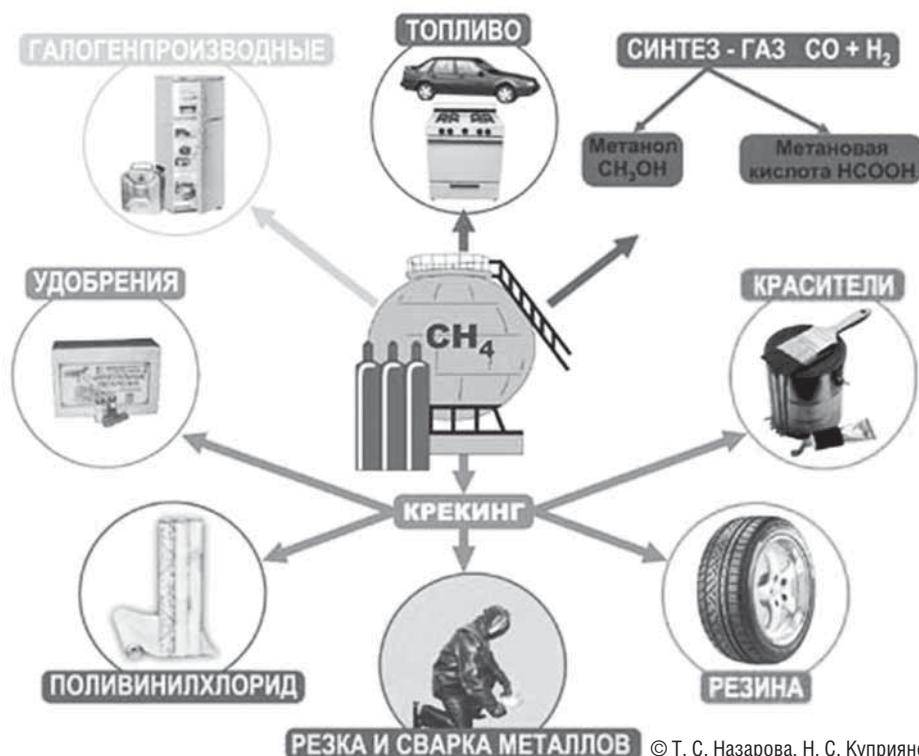 ТОПЛИВО
ГАЛОГЕНПРОИЗВОДНЫЕ
СИНТЕЗ - ГАЗ CO + H₂
Метанол
CH₃OH
Метановая
кислота HCOOH
УДОБРЕНИЯ
CH₄
КРАСИТЕЛИ
КРЕКИНГ
ПОЛИВИНИЛХЛОРИД
РЕЗИНА
РЕЗКА И СВАРКА МЕТАЛЛОВ
© Т. С. Назарова, Н. С. Куприян